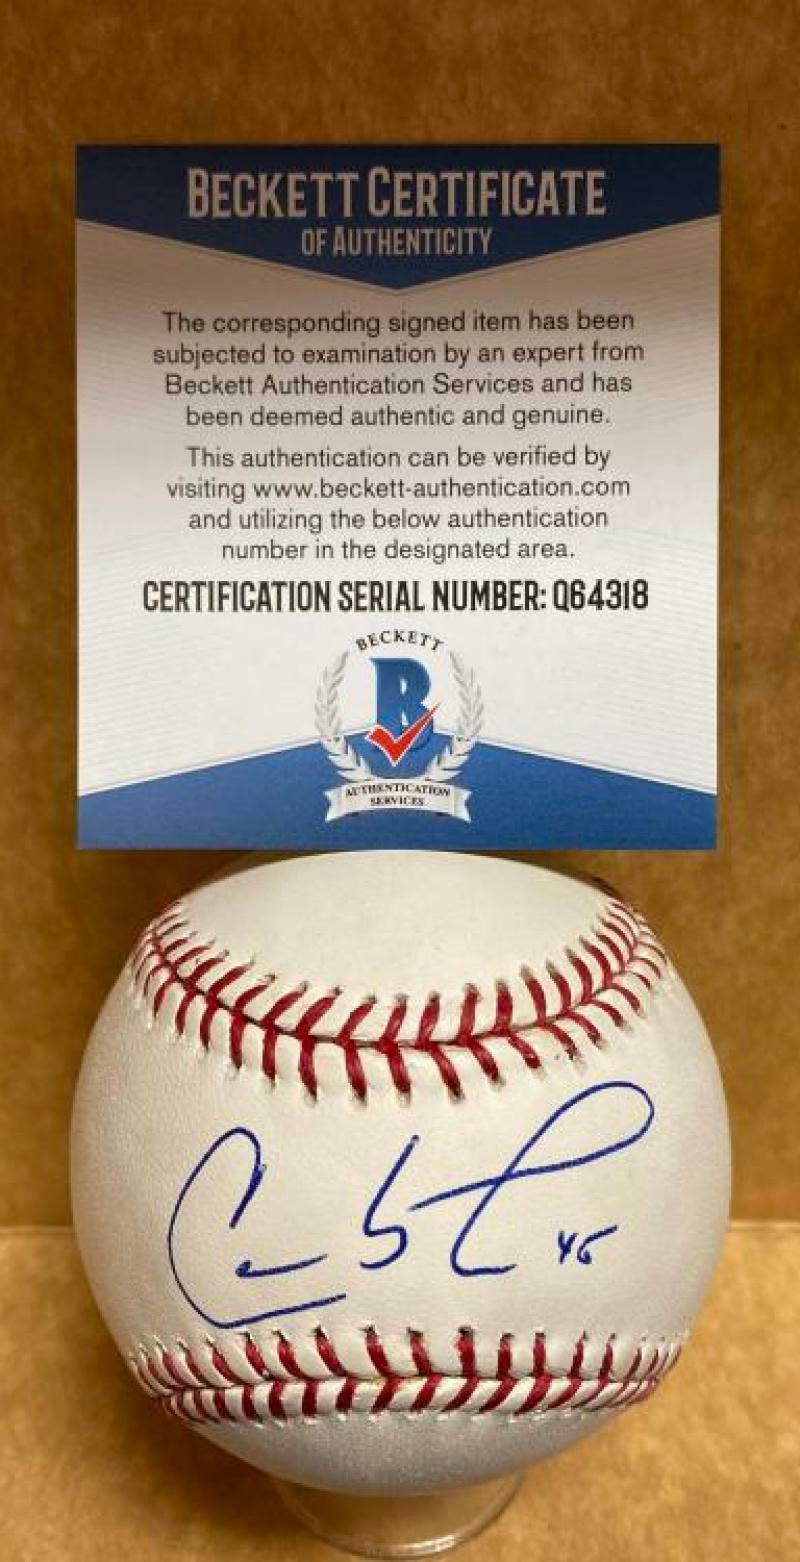 BECKETT CERTIFICATE
OF AUTHENTICITY
The corresponding signed item has been
subjected to examination by an expert from
Beckett Authentication Services and has
been deemed authentic and genuine.
This authentication can be verified by
visiting www.beckett-authentication.com
and utilizing the below authentication
number in the designated area.
CERTIFICATION SERIAL NUMBER: Q64318
BECKETT
B
AUTHENTICATION
SERVICES
45